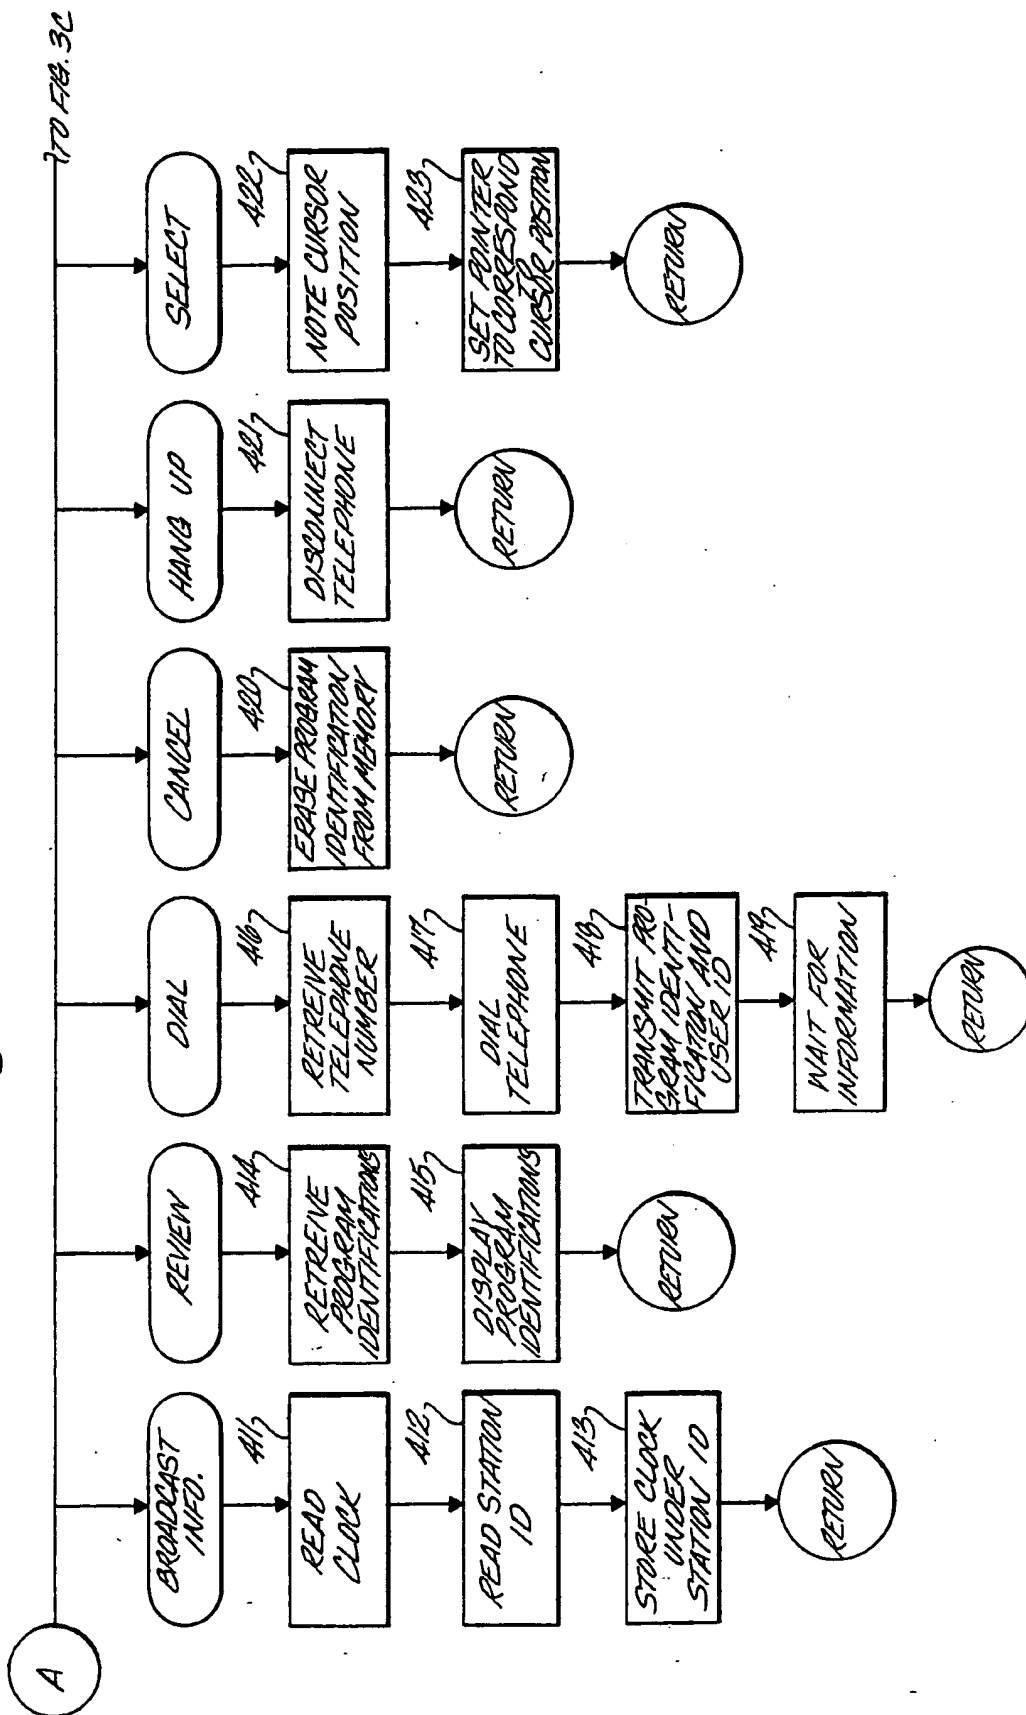 A
TO FIG. 3C
BROADCAST
INFO.
411
READ
CLOCK
412
READ STATION
ID
413
STORE CLOCK
UNDER
STATION ID
RETURN
REVIEW
414
RETREIVE
PROGRAM
IDENTIFICATIONS
415
DISPLAY
PROGRAM
IDENTIFICATIONS
RETURN
DIAL
416
RETREIVE
TELEPHONE
NUMBER
417
DIAL
TELEPHONE
418
TRANSMIT PRO-
GRAM IDENTI-
FICATION AND
USER ID
419
WAIT FOR
INFORMATION
RETURN
CANCEL
420
ERASE PROGRAM
IDENTIFICATION
FROM MEMORY
RETURN
HANG UP
421
DISCONNECT
TELEPHONE
RETURN
SELECT
422
NOTE CURSOR
POSITION
423
SET POINTER
TO CORRESPOND
TO
CURSOR POSITION
RETURN